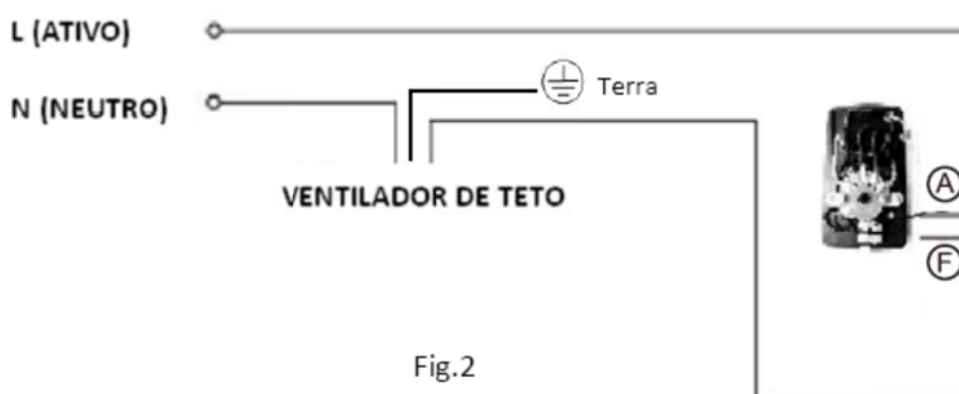 L (ATIVO)
Terra
N (NEUTRO)
VENTILADOR DE TETO
A
F
Fig.2